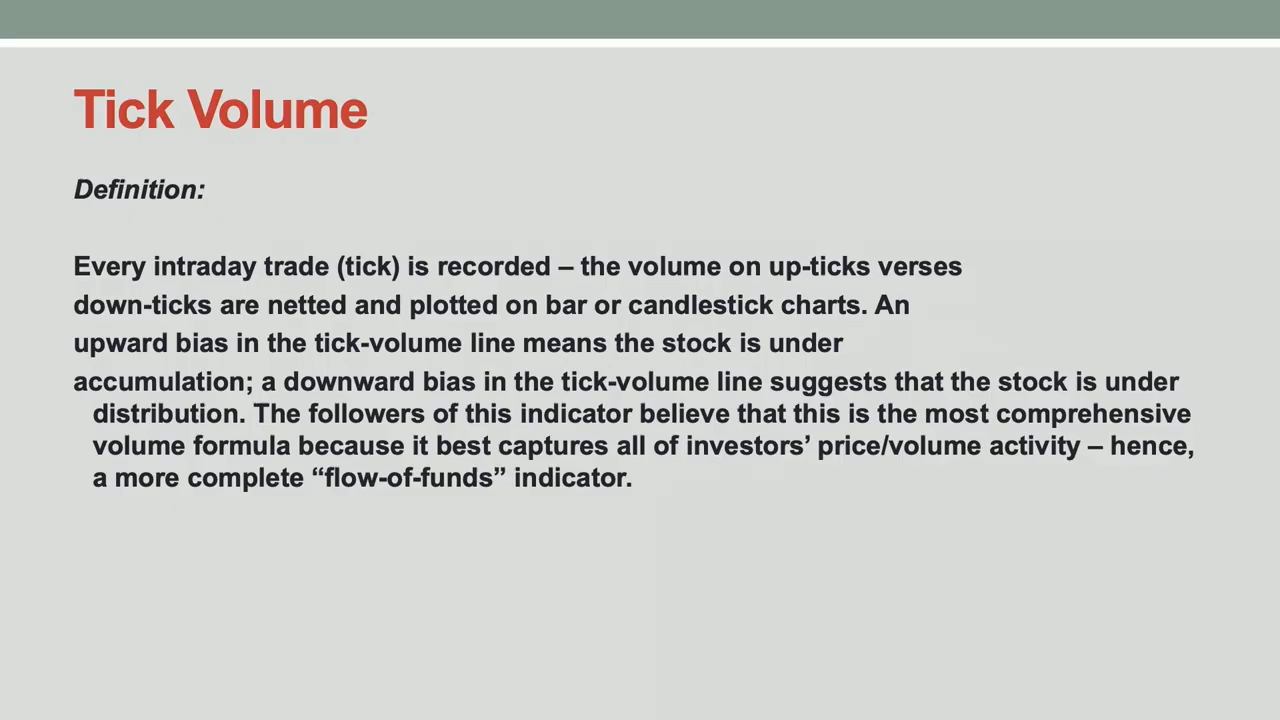 Tick Volume
Definition:
Every intraday trade (tick) is recorded – the volume on up-ticks verses
down-ticks are netted and plotted on bar or candlestick charts. An
upward bias in the tick-volume line means the stock is under
accumulation; a downward bias in the tick-volume line suggests that the stock is under
distribution. The followers of this indicator believe that this is the most comprehensive
volume formula because it best captures all of investors’ price/volume activity – hence,
a more complete “flow-of-funds” indicator.